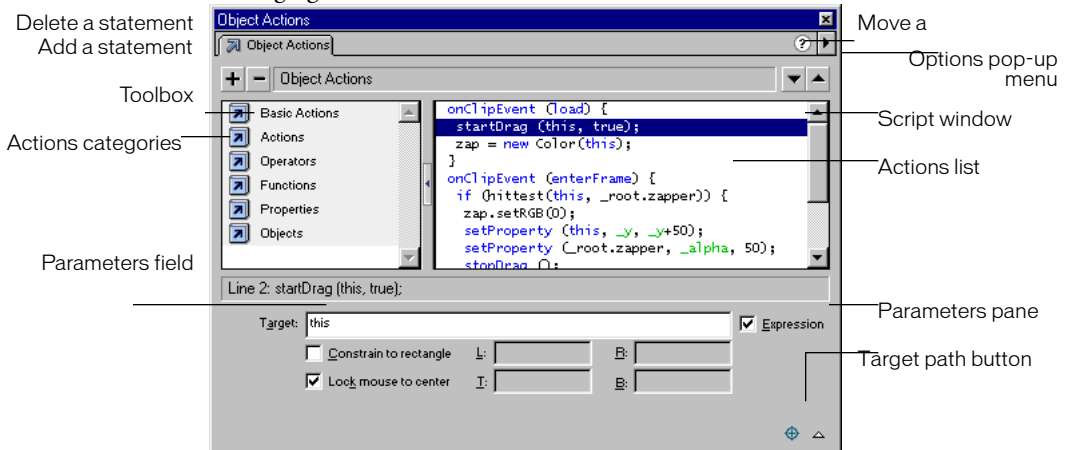 Object Actions
Delete a statement
Move a
Add a statement
Object Actions
?
Options pop-up
menu
Object Actions
Toolbox
Basic Actions
Actions
Operators
Functions
Properties
Objects
Actions categories
onClipEvent (load) {
startDrag (this, true);
zap = new Color(this);
}
onClipEvent (enterFrame) {
if (hittest(this, _root.zapper)) {
zap.setRGB(0);
setProperty (this, _y, _y+50);
setProperty (_root.zapper, _alpha, 50);
stopDrag ();
Script window
Actions list
Parameters field
Line 2: startDrag (this, true);
Parameters pane
Target: this
Expression
Constrain to rectangle L: R:
Lock mouse to center T: B:
Target path button